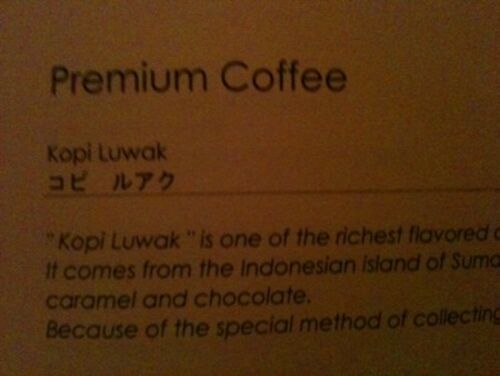 Premium Coffee
Kopi Luwak
コピ ルアク
" Kopi Luwak " is one of the richest flavored
It comes from the Indonesian island of
caramel and chocolate.
Because of the special method of collecting